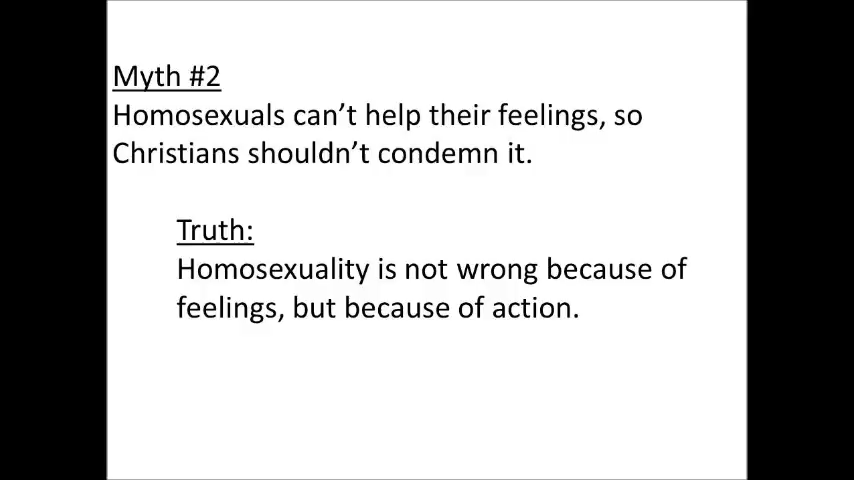 Myth #2
Homosexuals can’t help their feelings, so
Christians shouldn’t condemn it.
Truth:
Homosexuality is not wrong because of
feelings, but because of action.